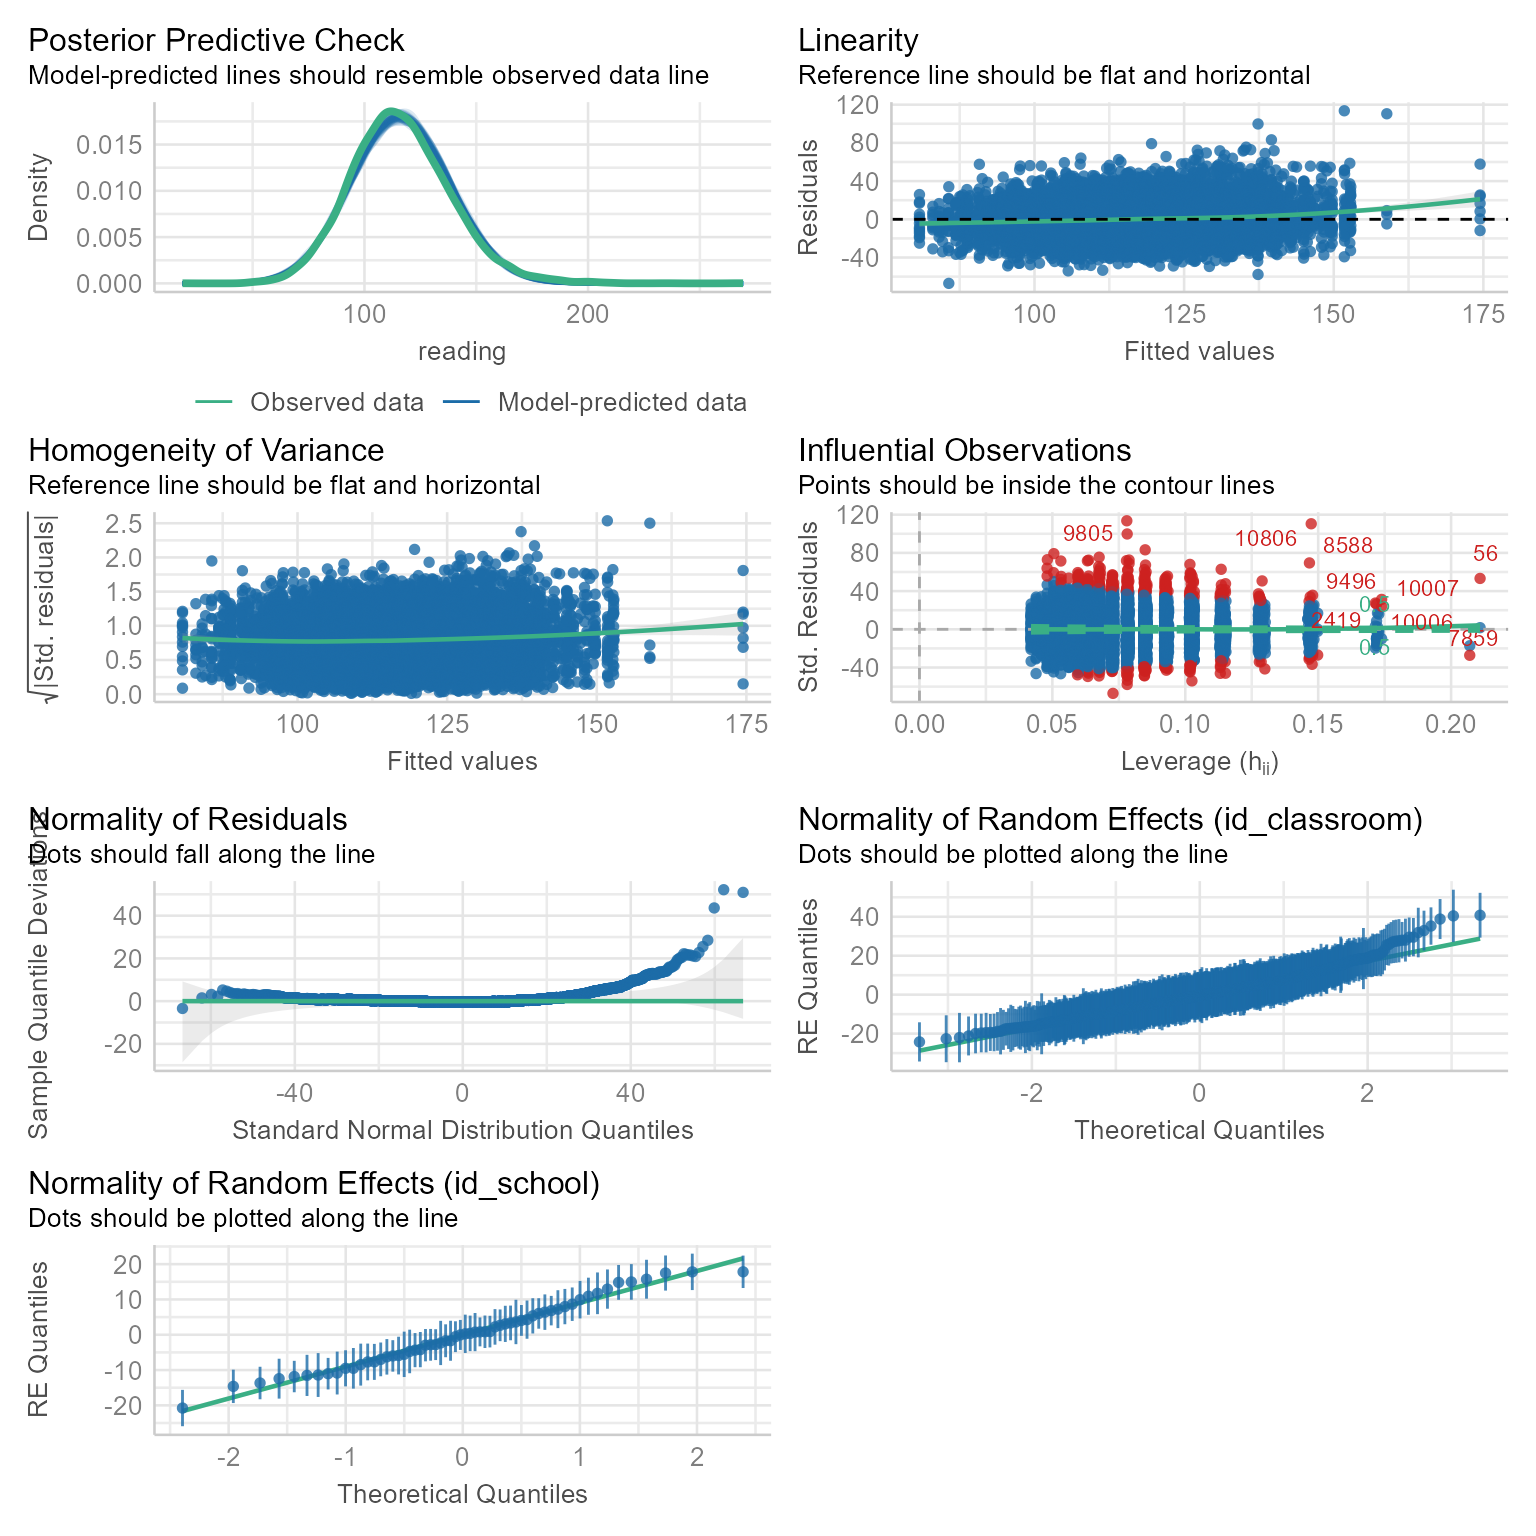 Posterior Predictive Check
Model-predicted lines should resemble observed data line
Density
0.015
0.010
0.005
0.000
100
200
reading
Observed data
Model-predicted data
Linearity
Reference line should be flat and horizontal
Residuals
120
80
40
0
-40
100
125
150
175
Fitted values
Homogeneity of Variance
Reference line should be flat and horizontal
√|Std. residuals|
2.5
2.0
1.5
1.0
0.5
0.0
100
125
150
175
Fitted values
Influential Observations
Points should be inside the contour lines
Std. Residuals
120
80
40
0
-40
9805
10806
8588
56
9496
10007
2419
10006
7859
0.00
0.05
0.10
0.15
0.20
Leverage (hᵢᵢ)
Normality of Residuals
Dots should fall along the line
Sample Quantile Deviations
40
20
0
-20
-40
0
40
Standard Normal Distribution Quantiles
Normality of Random Effects (id_classroom)
Dots should be plotted along the line
RE Quantiles
40
20
0
-20
-2
0
2
Theoretical Quantiles
Normality of Random Effects (id_school)
Dots should be plotted along the line
RE Quantiles
20
10
0
-10
-20
-2
-1
0
1
2
Theoretical Quantiles